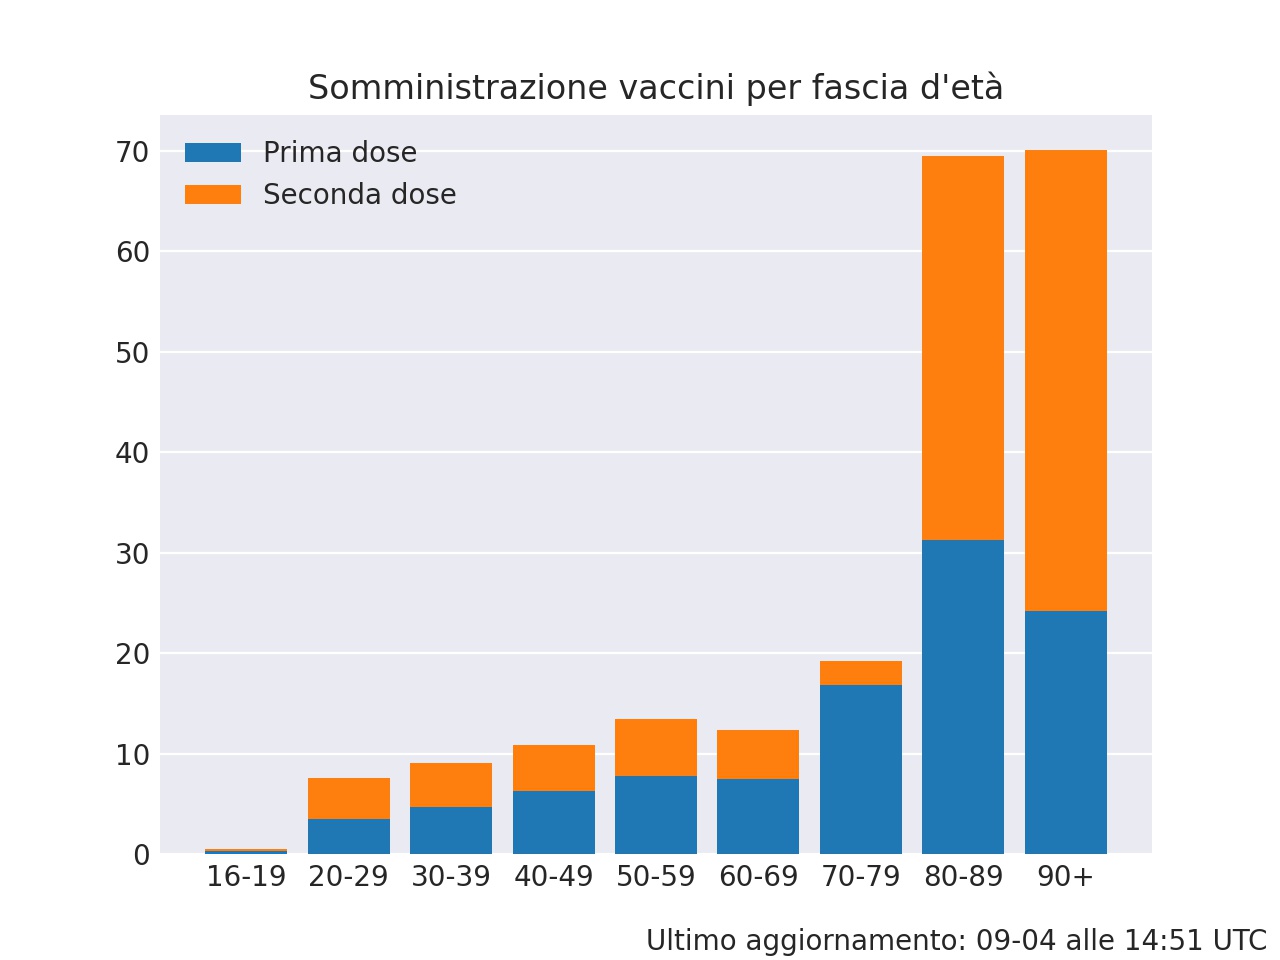 Somministrazione vaccini per fascia d'età
Prima dose
Seconda dose
70
60
50
40
30
20
10
0
16-19 20-29 30-39 40-49 50-59 60-69 70-79 80-89 90+
Ultimo aggiornamento: 09-04 alle 14:51 UTC